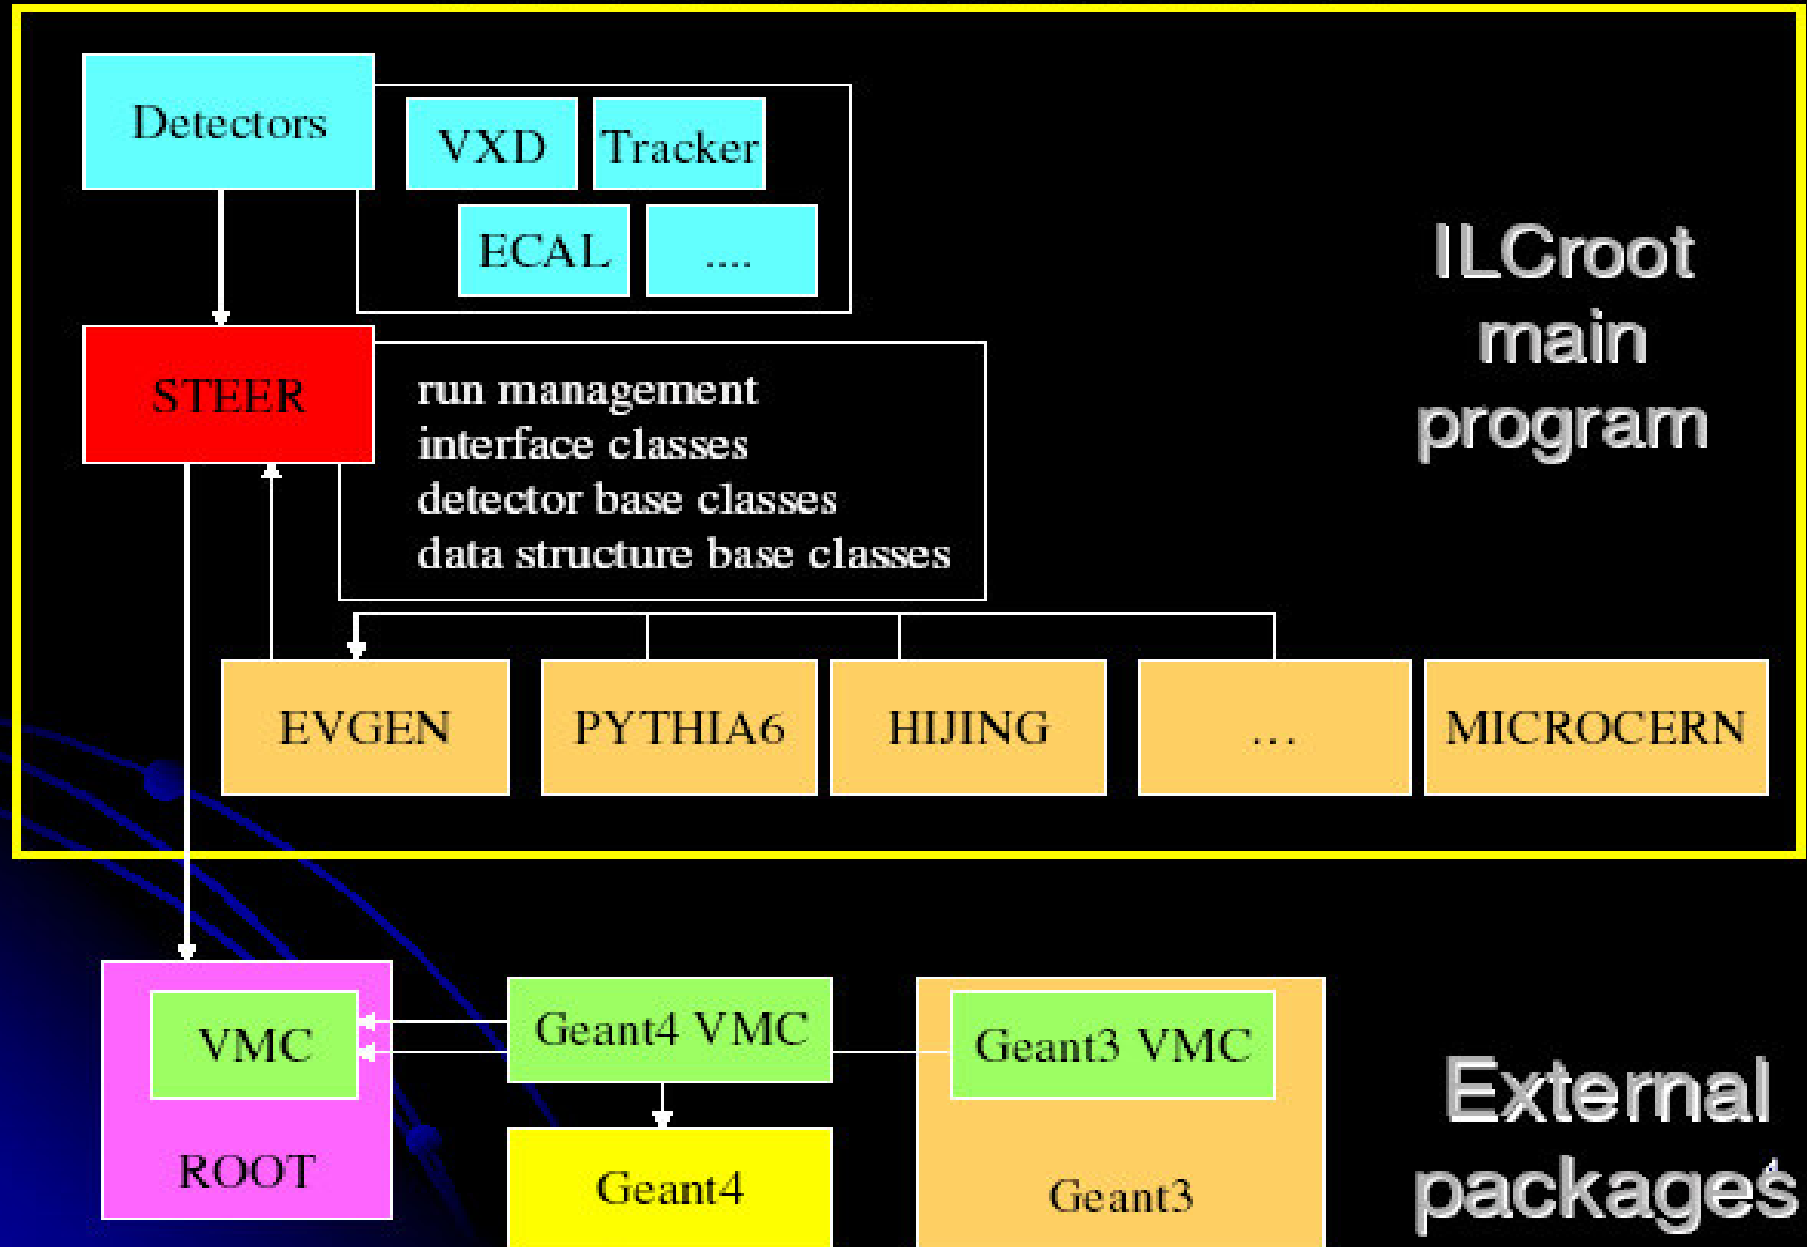 Detectors
VXD
Tracker
ECAL
....
ILCroot
main
program
STEER
run management
interface classes
detector base classes
data structure base classes
EVGEN
PYTHIA6
HIJING
...
MICROCERN
VMC
ROOT
Geant4 VMC
Geant4
Geant3 VMC
Geant3
External
packages